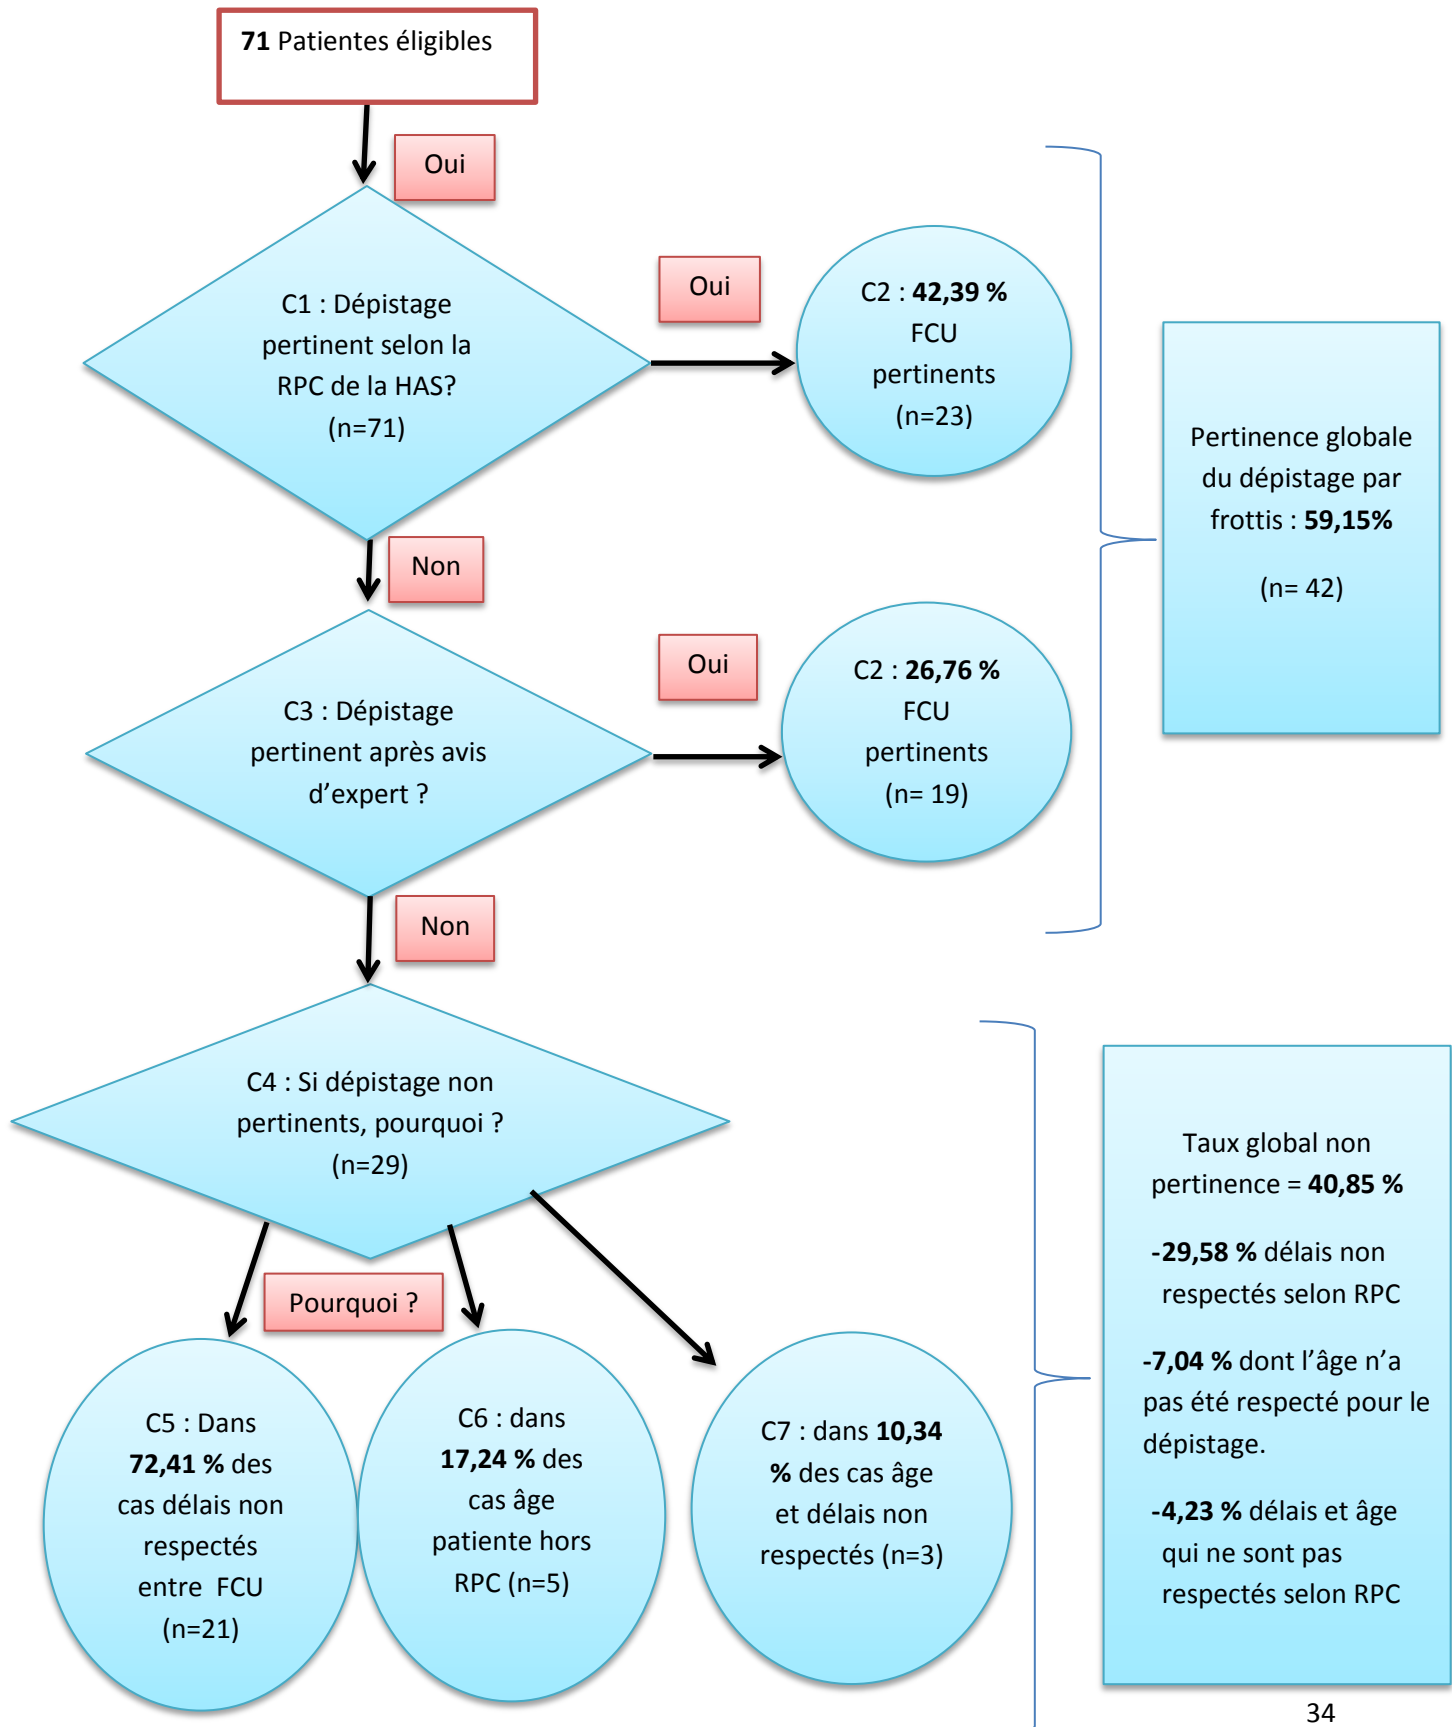 71 Patientes éligibles
Oui
C1 : Dépistage
pertinent selon la
RPC de la HAS?
(n=71)
Oui
C2 : 42,39 %
FCU
pertinents
(n=23)
Pertinence globale
du dépistage par
frottis : 59,15%
(n= 42)
Non
C3 : Dépistage
pertinent après avis
d'expert ?
Oui
C2 : 26,76 %
FCU
pertinents
(n= 19)
Non
C4 : Si dépistage non
pertinents, pourquoi ?
(n=29)
Pourquoi ?
C5 : Dans
72,41 % des
cas délais non
respectés
entre FCU
(n=21)
C6 : dans
17,24 % des
cas âge
patiente hors
RPC (n=5)
C7 : dans 10,34
% des cas âge
et délais non
respectés (n=3)
Taux global non
pertinence = 40,85 %
-29,58 % délais non
respectés selon RPC
-7,04 % dont l'âge n'a
pas été respecté pour le
dépistage.
-4,23 % délais et âge
qui ne sont pas
respectés selon RPC
34